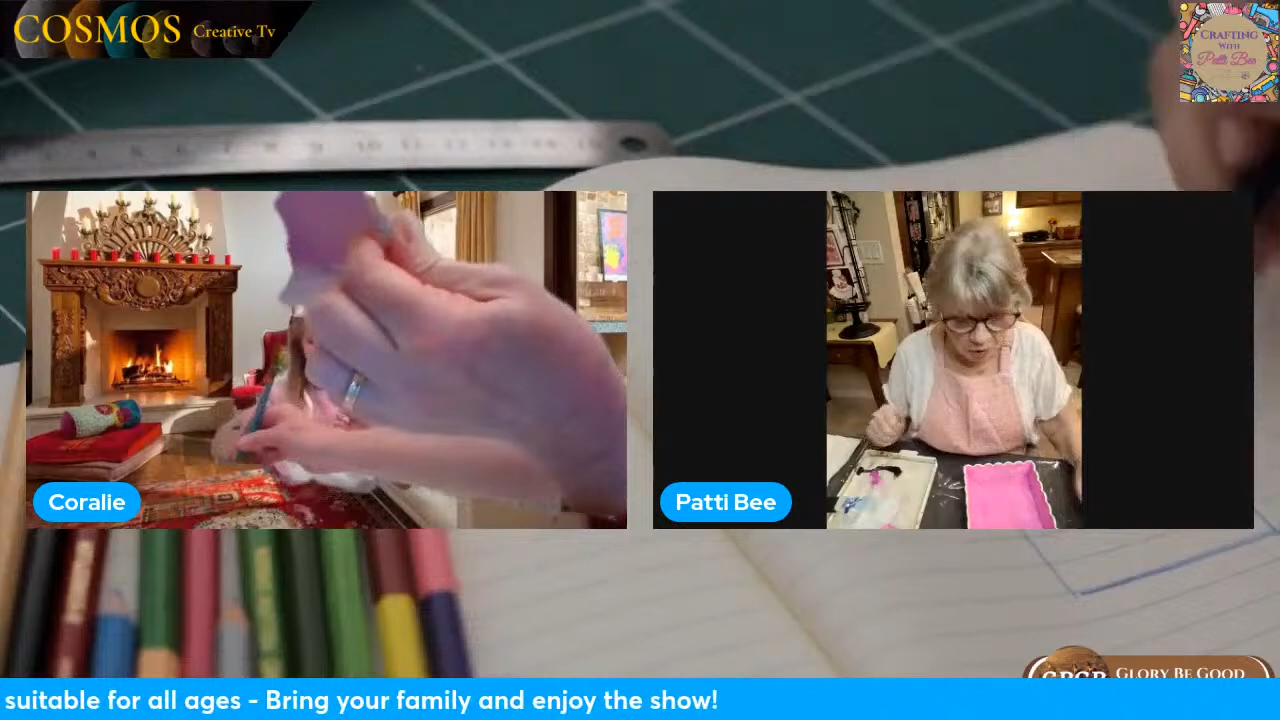 COSMOS Creative Tv
CRAFTING
WITH
Patti Bee
Coralie
Patti Bee
GLORY BE GOOD
suitable for all ages - Bring your family and enjoy the show!